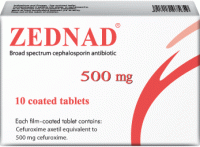 ZEDNAD®
Broad spectrum cephalosporin antibiotic
500 mg
10 coated tablets
Each film-coated tablet contains:
Cefuroxime axetil equivalent to
500 mg cefuroxime.